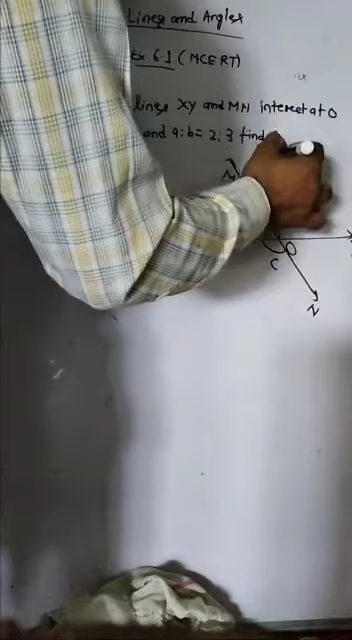 Lines and Angles
Ex 6.1 (NCERT)
lines XY and MN intersect at O
and a:b = 2:3 find
M
O
C
N